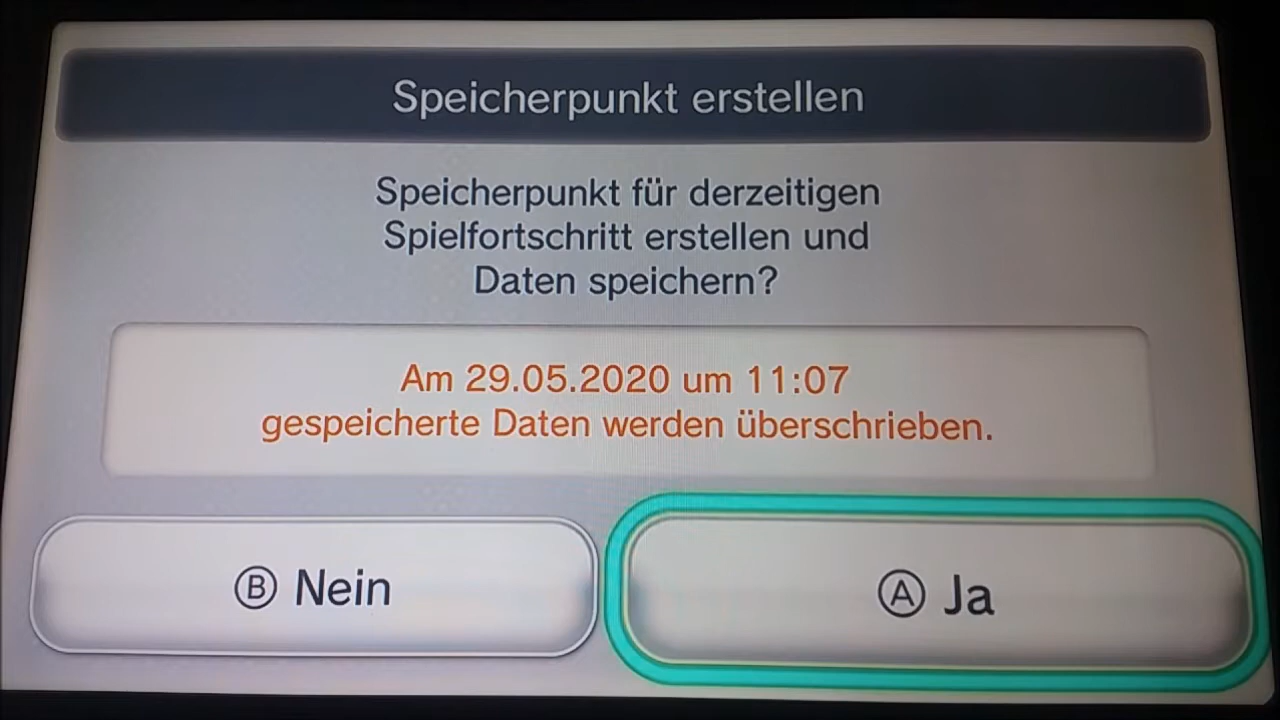 Speicherpunkt erstellen
Speicherpunkt für derzeitigen
Spielfortschritt erstellen und
Daten speichern?
Am 29.05.2020 um 11:07
gespeicherte Daten werden überschrieben.
Ⓑ Nein
Ⓐ Ja